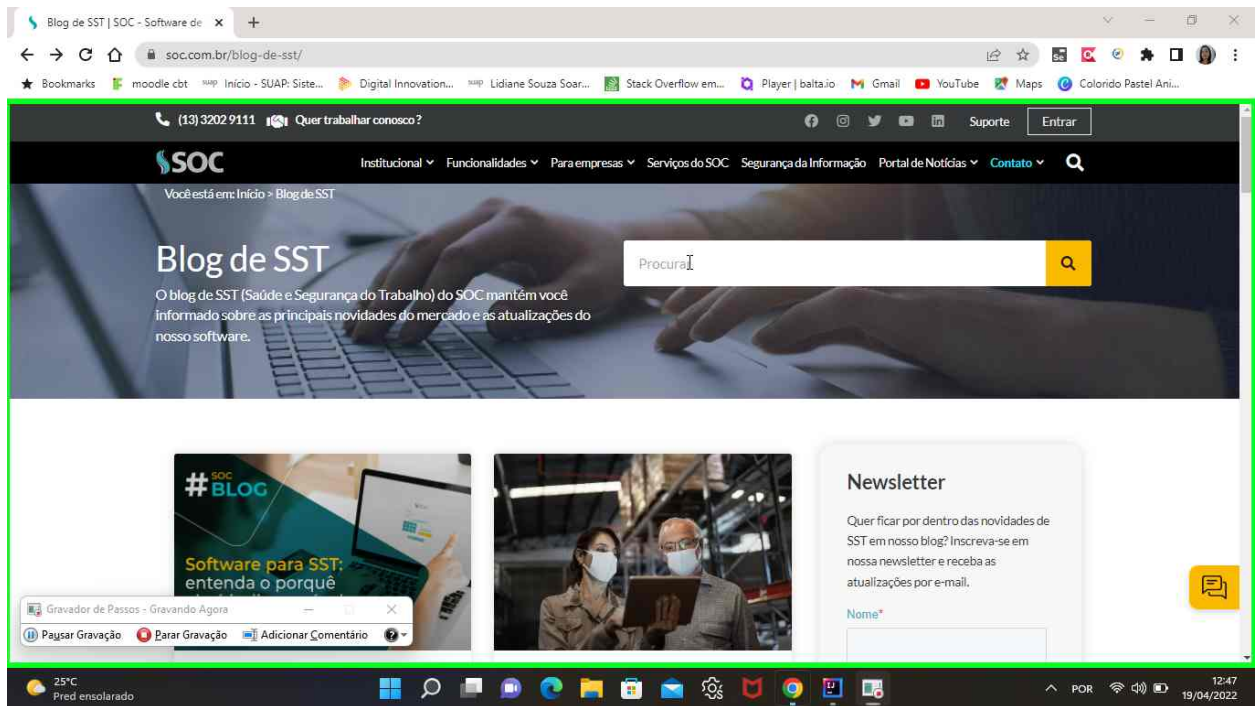 Blog de SST | SOC - Software de
soc.com.br/blog-de-sst/
Bookmarks moodle cbt suap Início - SUAP: Siste... Digital Innovation... suap Lidiane Souza Soar... Stack Overflow em... Player | balta.io Gmail YouTube Maps Colorido Pastel Ani...
(13) 3202 9111 Quer trabalhar conosco ? Suporte Entrar
SOC Institucional Funcionalidades Para empresas Serviços do SOC Segurança da Informação Portal de Notícias Contato
Você está em: Início > Blog de SST
Blog de SST
Procurar
O blog de SST (Saúde e Segurança do Trabalho) do SOC mantém você
informado sobre as principais novidades do mercado e as atualizações do
nosso software.
#SOC BLOG
Software para SST:
entenda o porquê
Newsletter
Quer ficar por dentro das novidades de
SST em nosso blog? Inscreva-se em
nossa newsletter e receba as
atualizações por e-mail.
Nome*
Gravador de Passos - Gravando Agora
Pausar Gravação Parar Gravação Adicionar Comentário
25°C
Pred ensolarado
POR
12:47
19/04/2022